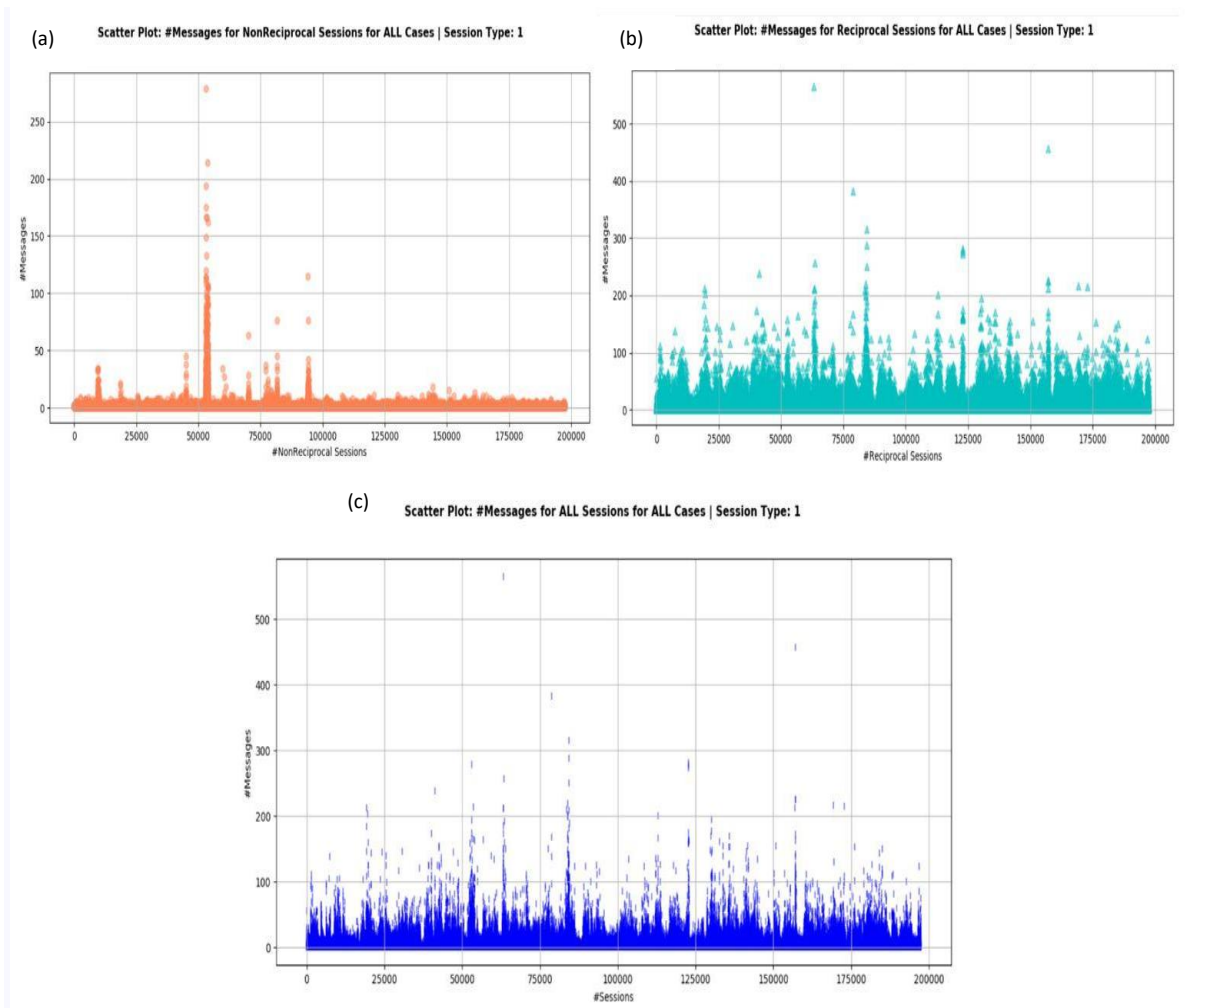 (a)
Scatter Plot: #Messages for NonReciprocal Sessions for ALL Cases | Session Type: 1
250
200
150
100
50
0
#Messages
0 25000 50000 75000 100000 125000 150000 175000 200000
#NonReciprocal Sessions
(b)
Scatter Plot: #Messages for Reciprocal Sessions for ALL Cases | Session Type: 1
500
400
300
200
100
0
#Messages
0 25000 50000 75000 100000 125000 150000 175000 200000
#Reciprocal Sessions
(c)
Scatter Plot: #Messages for ALL Sessions for ALL Cases | Session Type: 1
500
400
300
200
100
0
#Messages
0 25000 50000 75000 100000 125000 150000 175000 200000
#Sessions